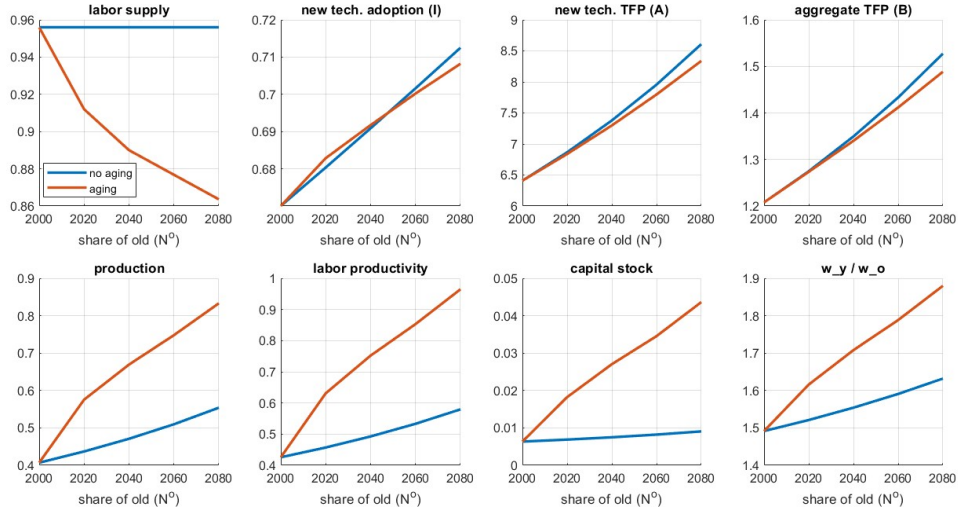 labor supply
0.96
0.94
0.92
0.9
0.88
0.86
no aging
aging
2000 2020 2040 2060 2080
share of old (N^o)
new tech. adoption (I)
0.72
0.71
0.7
0.69
0.68
2000 2020 2040 2060 2080
share of old (N^o)
new tech. TFP (A)
9
8.5
8
7.5
7
6.5
6
2000 2020 2040 2060 2080
share of old (N^o)
aggregate TFP (B)
1.6
1.5
1.4
1.3
1.2
2000 2020 2040 2060 2080
share of old (N^o)
production
0.9
0.8
0.7
0.6
0.5
0.4
2000 2020 2040 2060 2080
share of old (N^o)
labor productivity
1
0.9
0.8
0.7
0.6
0.5
0.4
2000 2020 2040 2060 2080
share of old (N^o)
capital stock
0.05
0.04
0.03
0.02
0.01
0
2000 2020 2040 2060 2080
share of old (N^o)
w_y / w_o
1.9
1.8
1.7
1.6
1.5
1.4
2000 2020 2040 2060 2080
share of old (N^o)